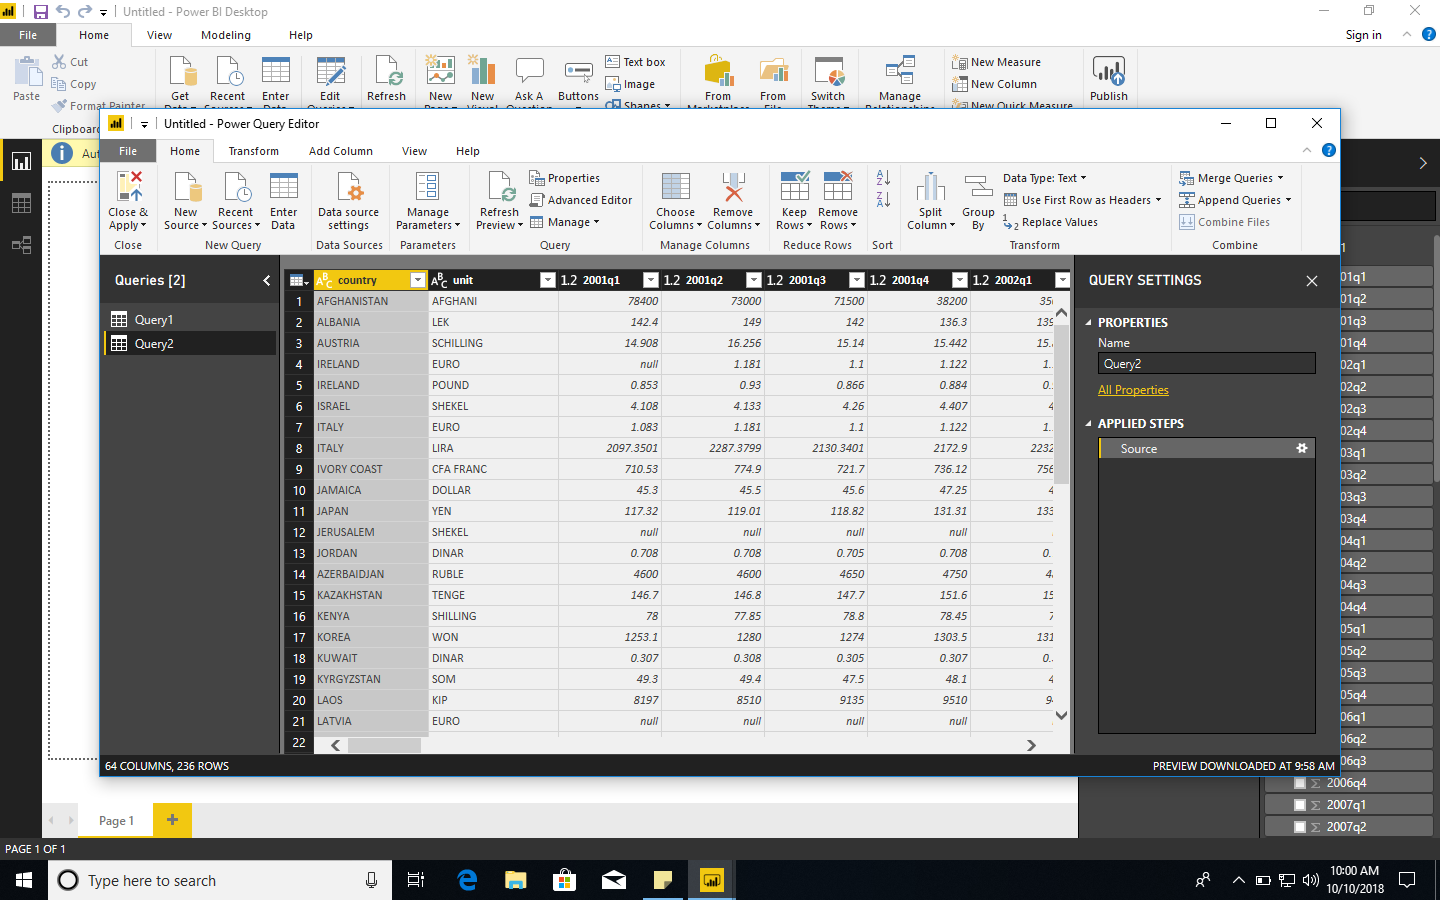 Untitled - Power BI Desktop
File Home View Modeling Help Sign in
Paste
Cut
Copy
Format Painter
Clipboard
Get
Recent
Enter
Edit
Refresh
New
New
Ask A
Buttons
Text box
Image
Shapes
From
From
Switch
Manage
New Measure
New Column
New Quick Measure
Publish
Untitled - Power Query Editor
File Home Transform Add Column View Help
Close & Apply
New Source
Recent Sources
Enter Data
Data source settings
Manage Parameters
Refresh Preview
Properties
Advanced Editor
Manage
Choose Columns
Remove Columns
Keep Rows
Remove Rows
Split Column
Group By
Data Type: Text
Use First Row as Headers
Replace Values
Merge Queries
Append Queries
Combine Files
Close New Query Data Sources Parameters Query Manage Columns Reduce Rows Sort Transform Combine
Queries [2]
Query1
Query2
country unit 1.2 2001q1 1.2 2001q2 1.2 2001q3 1.2 2001q4 1.2 2002q1
1 AFGHANISTAN AFGHANI 78400 73000 71500 38200
2 ALBANIA LEK 142.4 149 142 136.3
3 AUSTRIA SCHILLING 14.908 16.256 15.14 15.442
4 IRELAND EURO null 1.181 1.1 1.122
5 IRELAND POUND 0.853 0.93 0.866 0.884
6 ISRAEL SHEKEL 4.108 4.133 4.26 4.407
7 ITALY EURO 1.083 1.181 1.1 1.122
8 ITALY LIRA 2097.3501 2287.3799 2130.3401 2172.9
9 IVORY COAST CFA FRANC 710.53 774.9 721.7 736.12
10 JAMAICA DOLLAR 45.3 45.5 45.6 47.25
11 JAPAN YEN 117.32 119.01 118.82 131.31
12 JERUSALEM SHEKEL null null null null
13 JORDAN DINAR 0.708 0.708 0.705 0.708
14 AZERBAIDJAN RUBLE 4600 4600 4650 4750
15 KAZAKHSTAN TENGE 146.7 146.8 147.7 151.6
16 KENYA SHILLING 78 77.85 78.8 78.45
17 KOREA WON 1253.1 1280 1274 1303.5
18 KUWAIT DINAR 0.307 0.308 0.305 0.307
19 KYRGYZSTAN SOM 49.3 49.4 47.5 48.1
20 LAOS KIP 8197 8510 9135 9510
21 LATVIA EURO null null null null
22
QUERY SETTINGS
PROPERTIES
Name
Query2
All Properties
APPLIED STEPS
Source
64 COLUMNS, 236 ROWS PREVIEW DOWNLOADED AT 9:58 AM
01q1
01q2
01q3
01q4
02q1
02q2
02q3
02q4
03q1
03q2
03q3
03q4
04q1
04q2
04q3
04q4
05q1
05q2
05q3
05q4
06q1
06q2
06q3
2006q4
2007q1
2007q2
Page 1
PAGE 1 OF 1
Type here to search
10:00 AM
10/10/2018